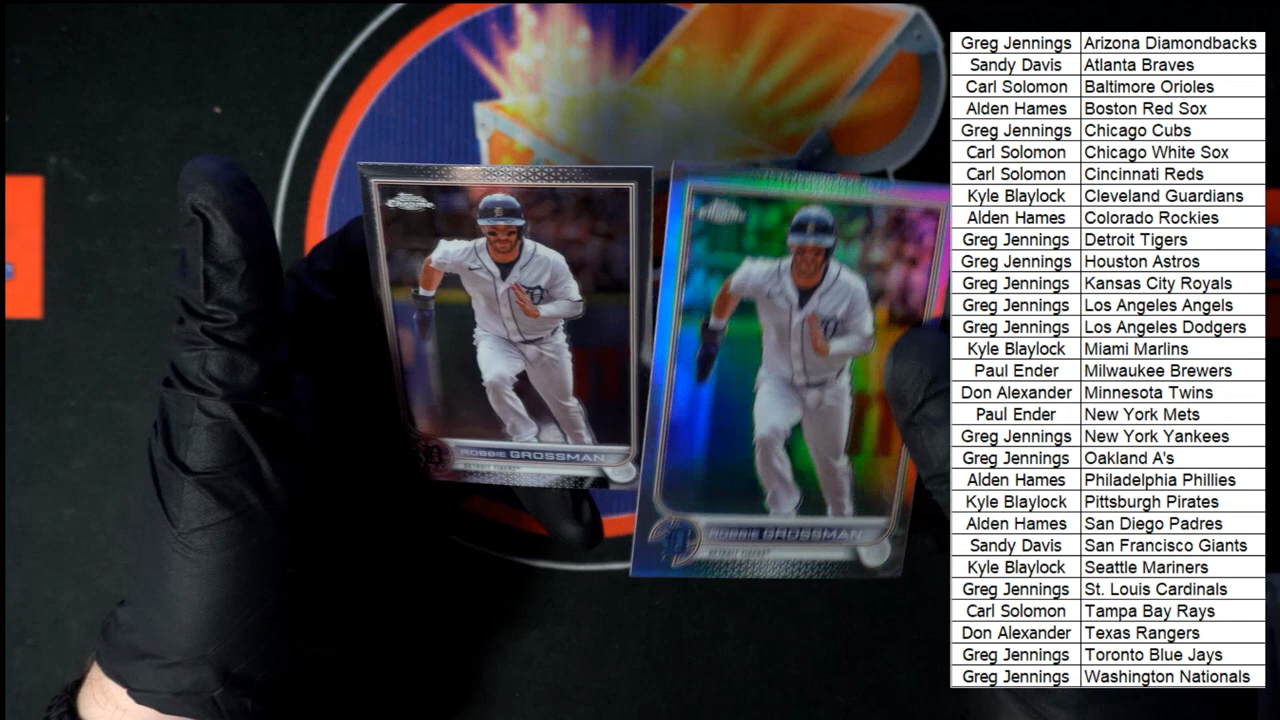 Topps
Chrome
ROBBIE GROSSMAN
DETROIT TIGERS
Chrome
ROBBIE GROSSMAN
DETROIT TIGERS
Greg Jennings Arizona Diamondbacks
Sandy Davis Atlanta Braves
Carl Solomon Baltimore Orioles
Alden Hames Boston Red Sox
Greg Jennings Chicago Cubs
Carl Solomon Chicago White Sox
Carl Solomon Cincinnati Reds
Kyle Blaylock Cleveland Guardians
Alden Hames Colorado Rockies
Greg Jennings Detroit Tigers
Greg Jennings Houston Astros
Greg Jennings Kansas City Royals
Greg Jennings Los Angeles Angels
Greg Jennings Los Angeles Dodgers
Kyle Blaylock Miami Marlins
Paul Ender Milwaukee Brewers
Don Alexander Minnesota Twins
Paul Ender New York Mets
Greg Jennings New York Yankees
Greg Jennings Oakland A's
Alden Hames Philadelphia Phillies
Kyle Blaylock Pittsburgh Pirates
Alden Hames San Diego Padres
Sandy Davis San Francisco Giants
Kyle Blaylock Seattle Mariners
Greg Jennings St. Louis Cardinals
Carl Solomon Tampa Bay Rays
Don Alexander Texas Rangers
Greg Jennings Toronto Blue Jays
Greg Jennings Washington Nationals